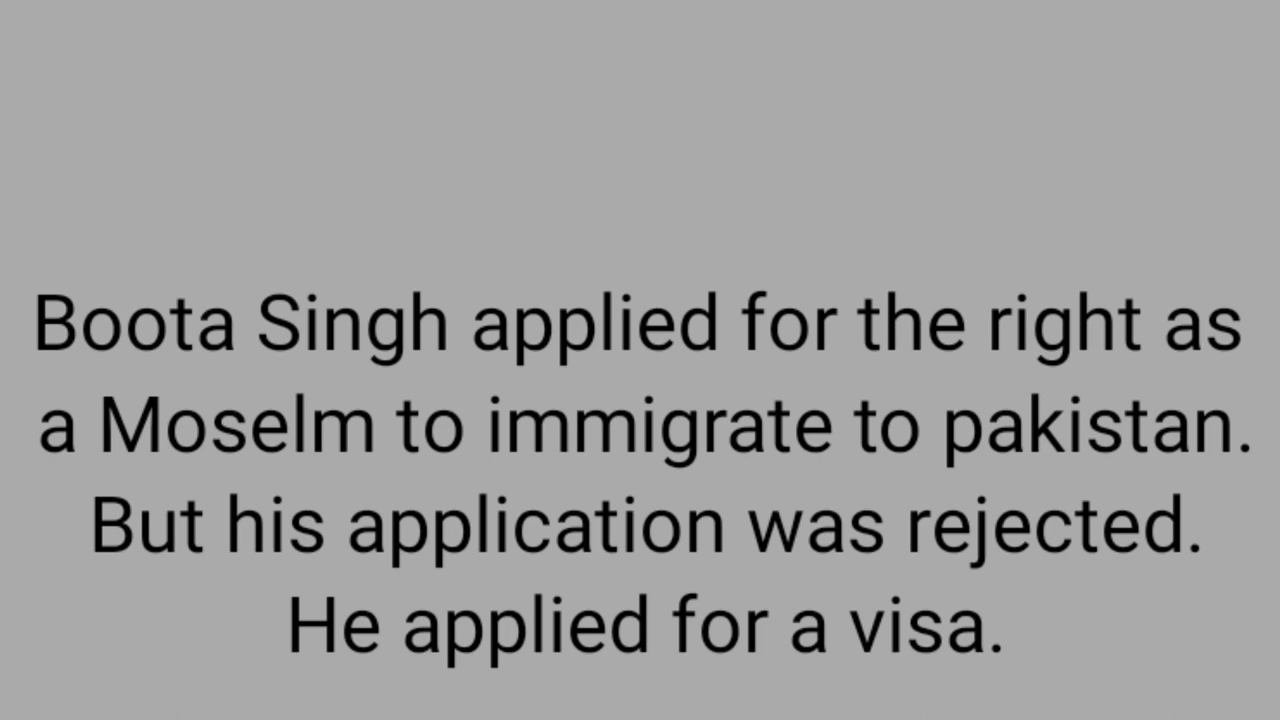 Boota Singh applied for the right as
a Moselm to immigrate to pakistan.
But his application was rejected.
He applied for a visa.